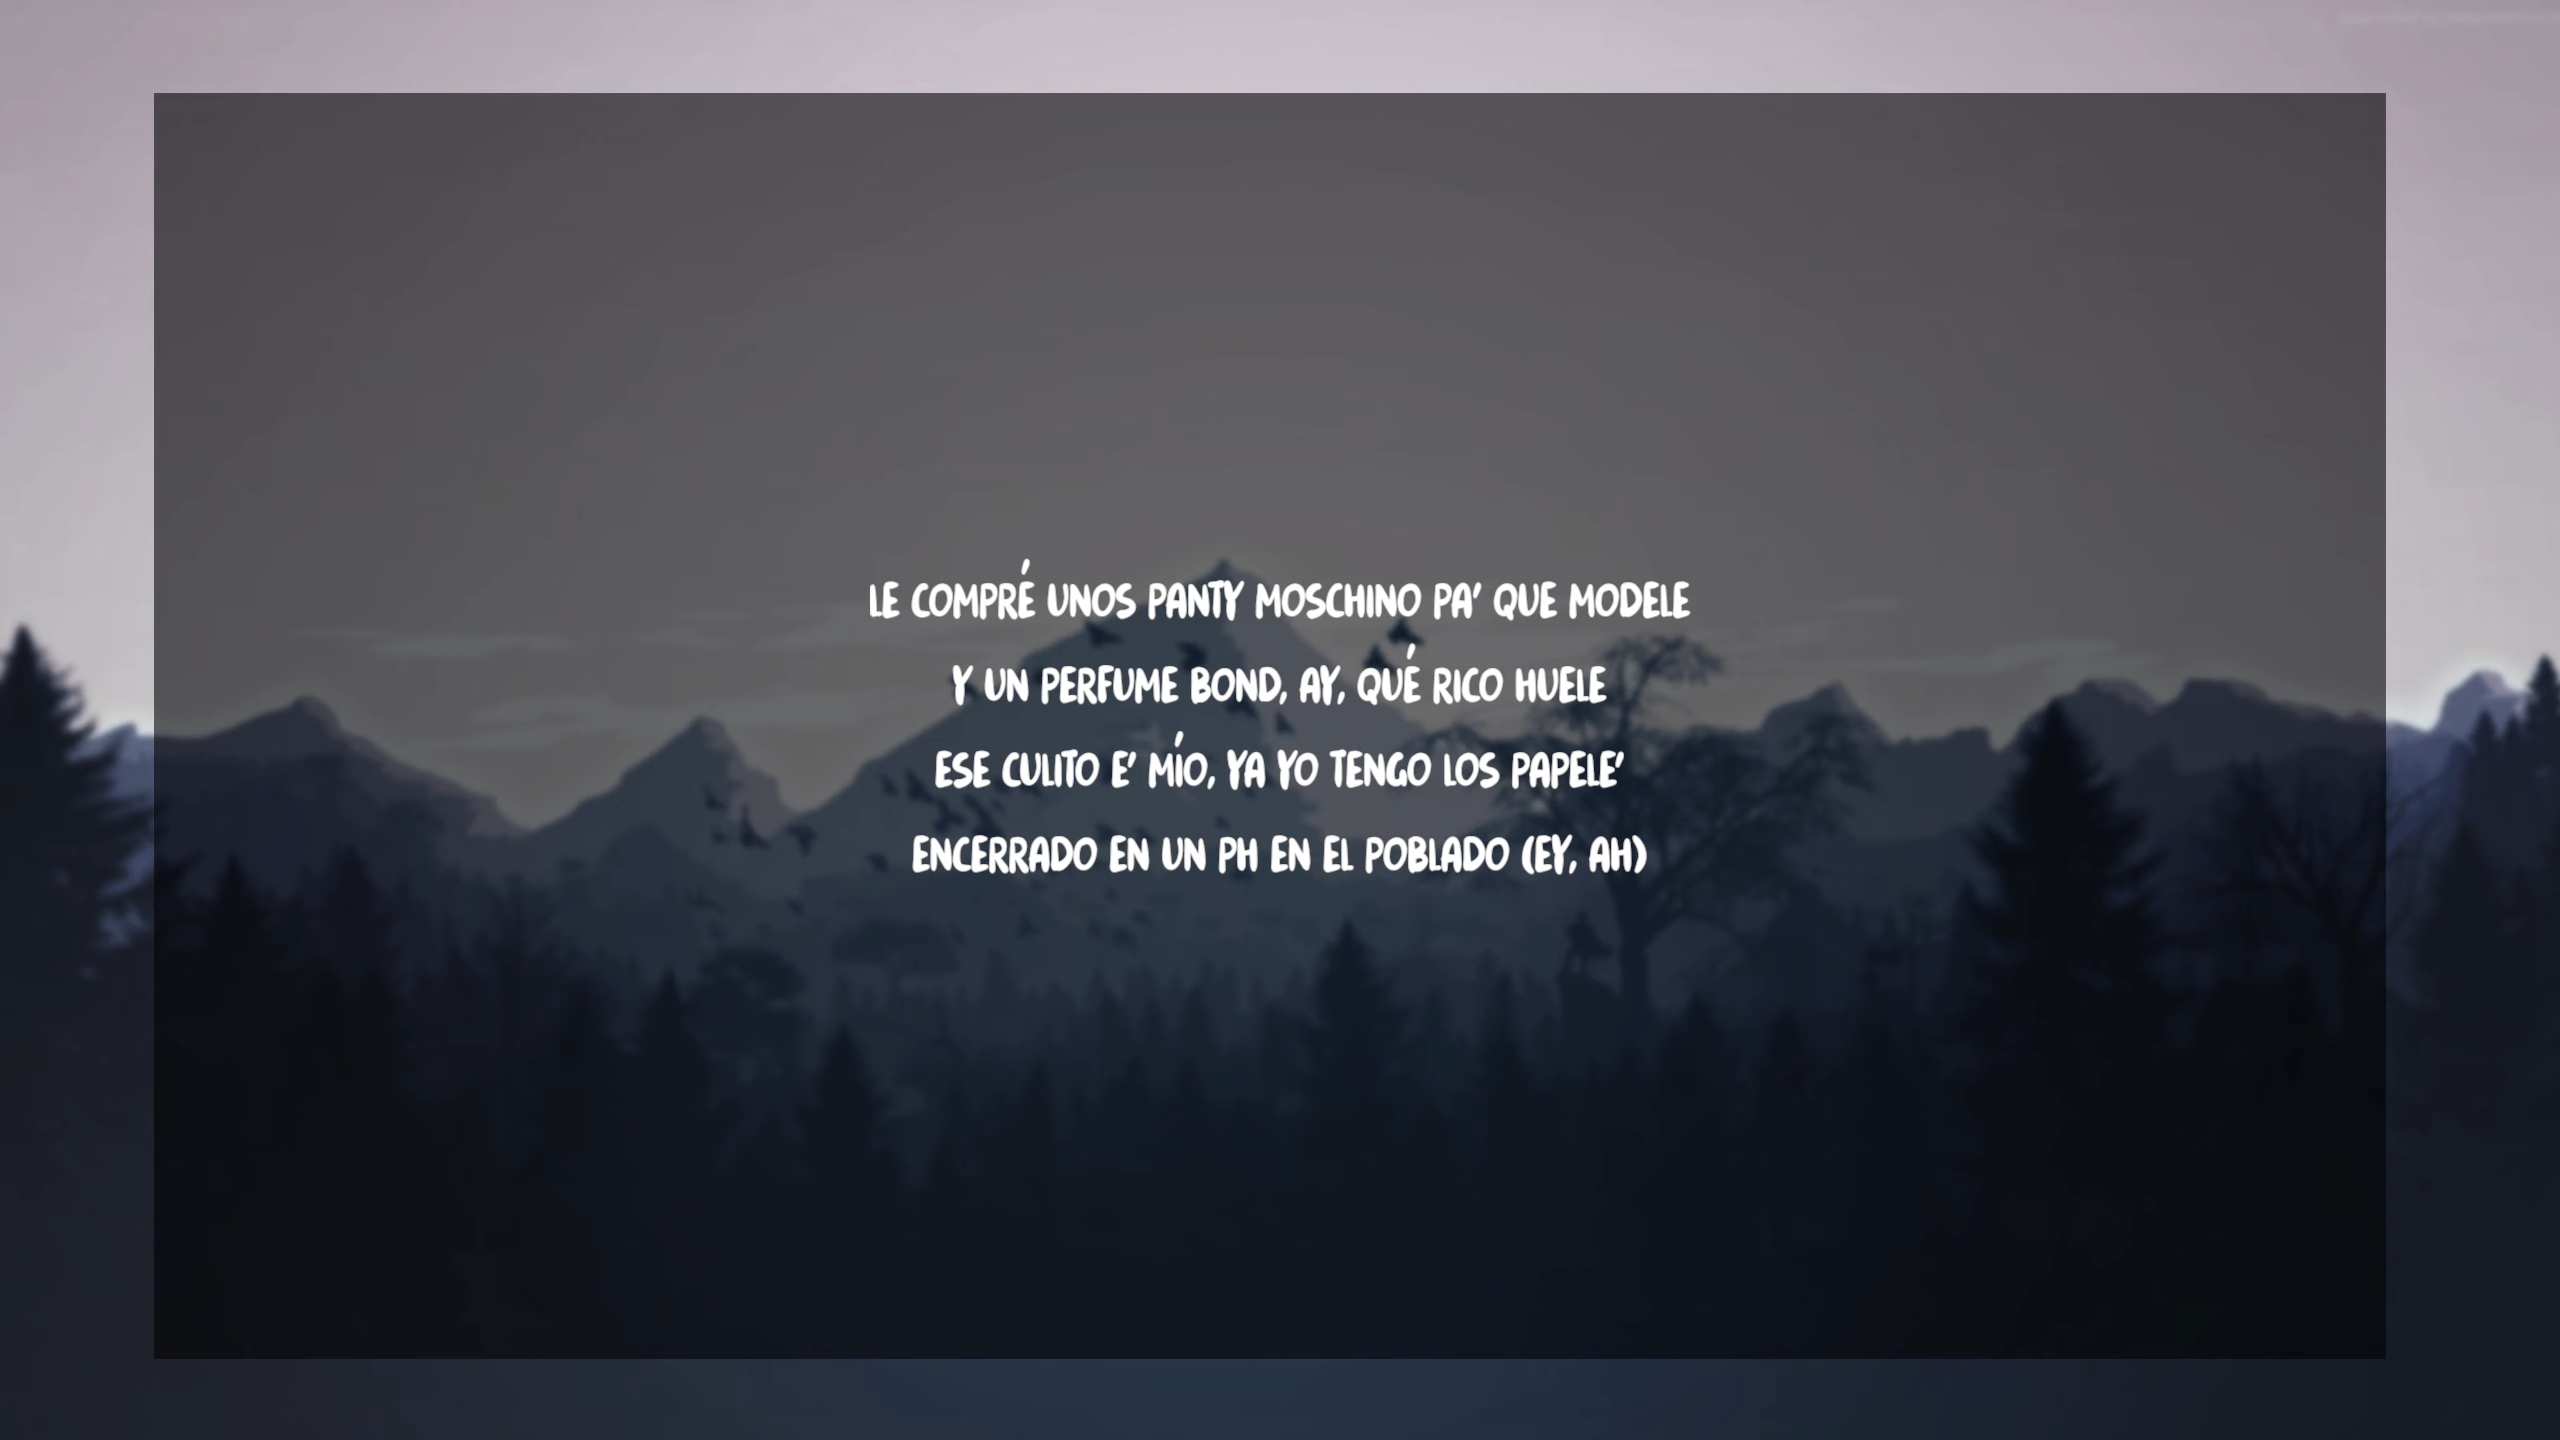 LE COMPRÉ UNOS PANTY MOSCHINO PA' QUE MODELE
Y UN PERFUME BOND, AY, QUÉ RICO HUELE
ESE CULITO E' MÍO, YA YO TENGO LOS PAPELE'
ENCERRADO EN UN PH EN EL POBLADO (EY, AH)